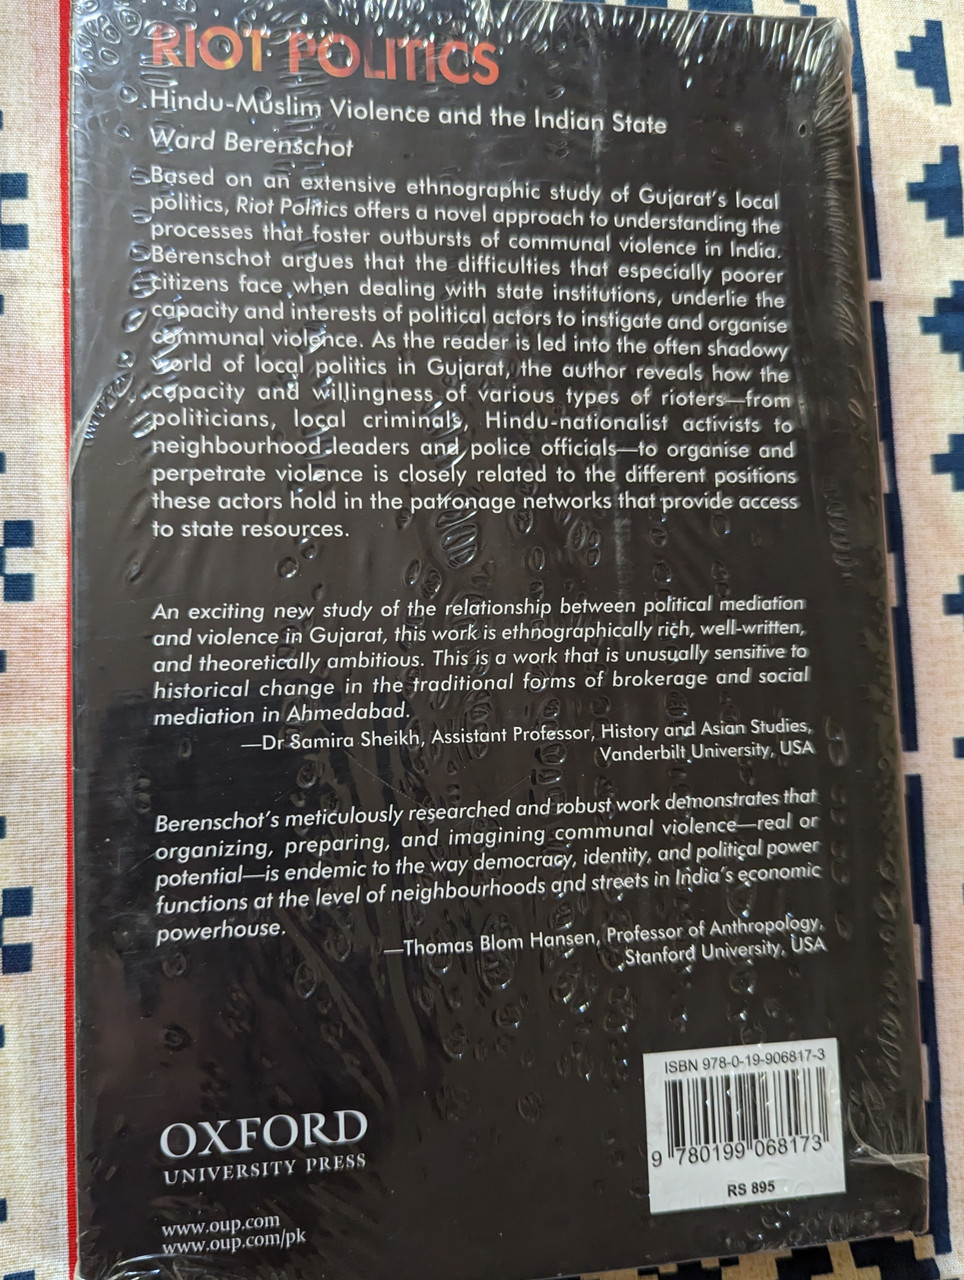 RIOT POLITICS
Hindu-Muslim Violence and the Indian State
Ward Berenschot
Based on an extensive ethnographic study of Gujarat's local
politics, Riot Politics offers a novel approach to understanding the
processes that foster outbursts of communal violence in India.
Berenschot argues that the difficulties that especially poorer
citizens face when dealing with state institutions, underlie the
capacity and interests of political actors to instigate and organise
communal violence. As the reader is led into the often shadowy
world of local politics in Gujarat, the author reveals how the
capacity and willingness of various types of rioters—from
politicians, local criminals, Hindu-nationalist activists to
neighbourhood leaders and police officials—to organise and
perpetrate violence is closely related to the different positions
these actors hold in the patronage networks that provide access
to state resources.
An exciting new study of the relationship between political mediation
and violence in Gujarat, this work is ethnographically rich, well-written,
and theoretically ambitious. This is a work that is unusually sensitive to
historical change in the traditional forms of brokerage and social
mediation in Ahmedabad.
—Dr Samira Sheikh, Assistant Professor, History and Asian Studies,
Vanderbilt University, USA
Berenschot's meticulously researched and robust work demonstrates that
organizing, preparing, and imagining communal violence—real or
potential—is endemic to the way democracy, identity, and political power
functions at the level of neighbourhoods and streets in India's economic
powerhouse.
—Thomas Blom Hansen, Professor of Anthropology,
Stanford University, USA
ISBN 978-0-19-906817-3
9 780199 068173
RS 895
OXFORD
UNIVERSITY PRESS
www.oup.com
www.oup.com/pk